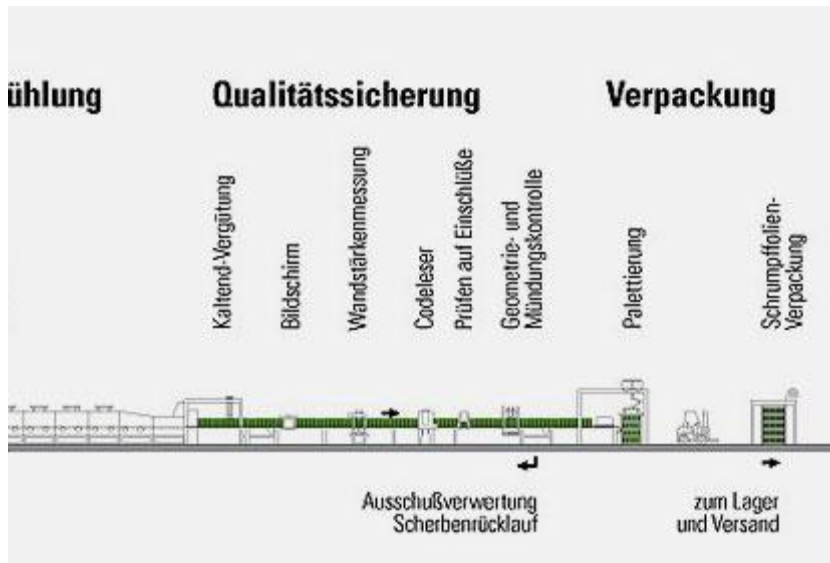 ühlung
Qualitätssicherung
Verpackung
Kaltend-Vergütung
Bildschirm
Wandstärkenmessung
Codeleser
Prüfen auf Einschlüße
Geometrie- und
Mündungskontrolle
Palettierung
Schrumpffolien-
Verpackung
Ausschußverwertung
Scherbenrücklauf
zum Lager
und Versand